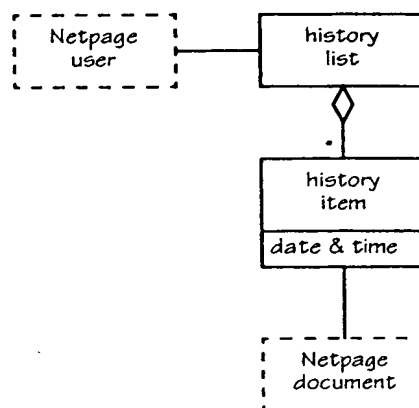 Netpage
user
history
list
history
item
date & time
Netpage
document